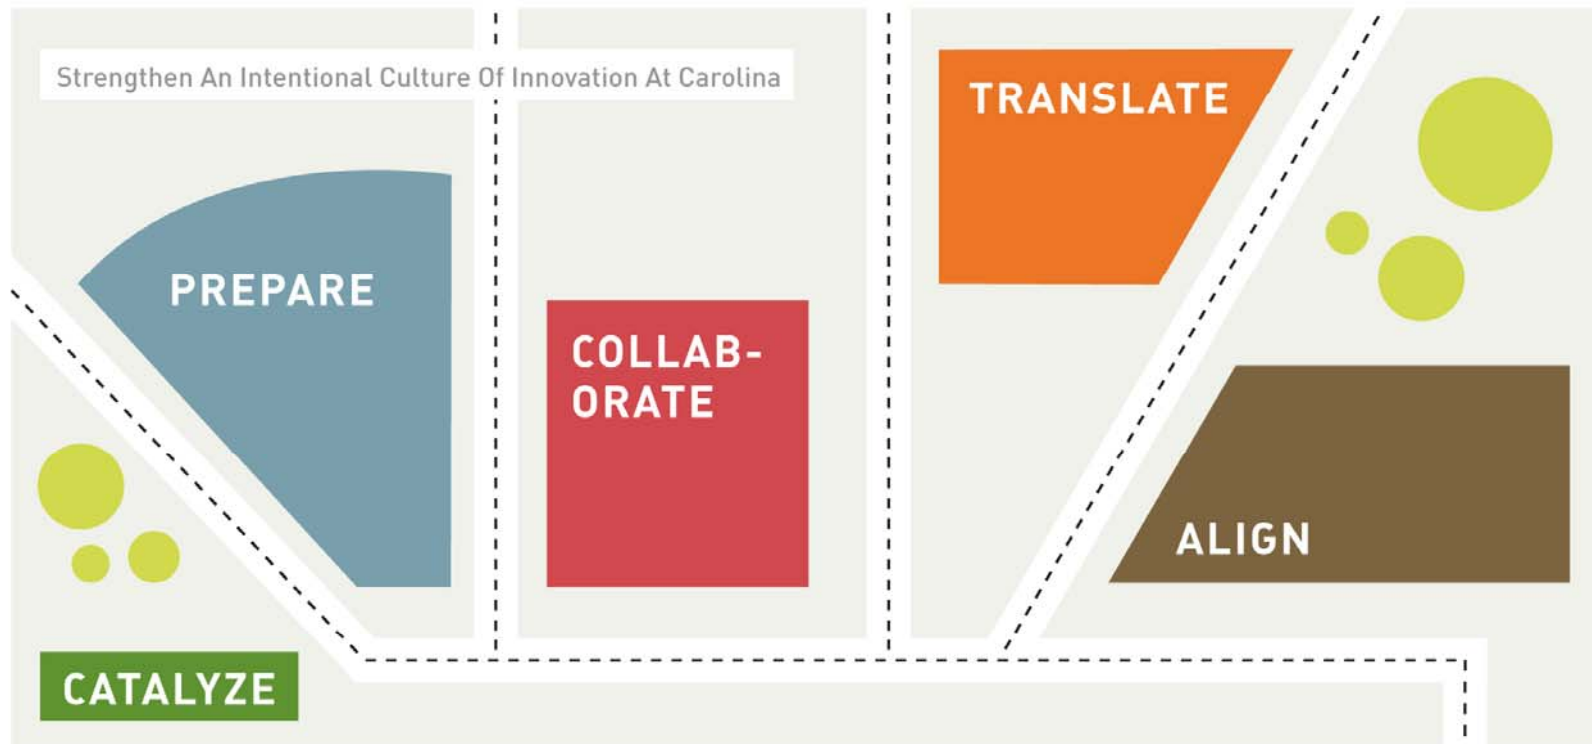 Strengthen An Intentional Culture Of Innovation At Carolina
TRANSLATE
PREPARE
COLLAB-
ORATE
ALIGN
CATALYZE